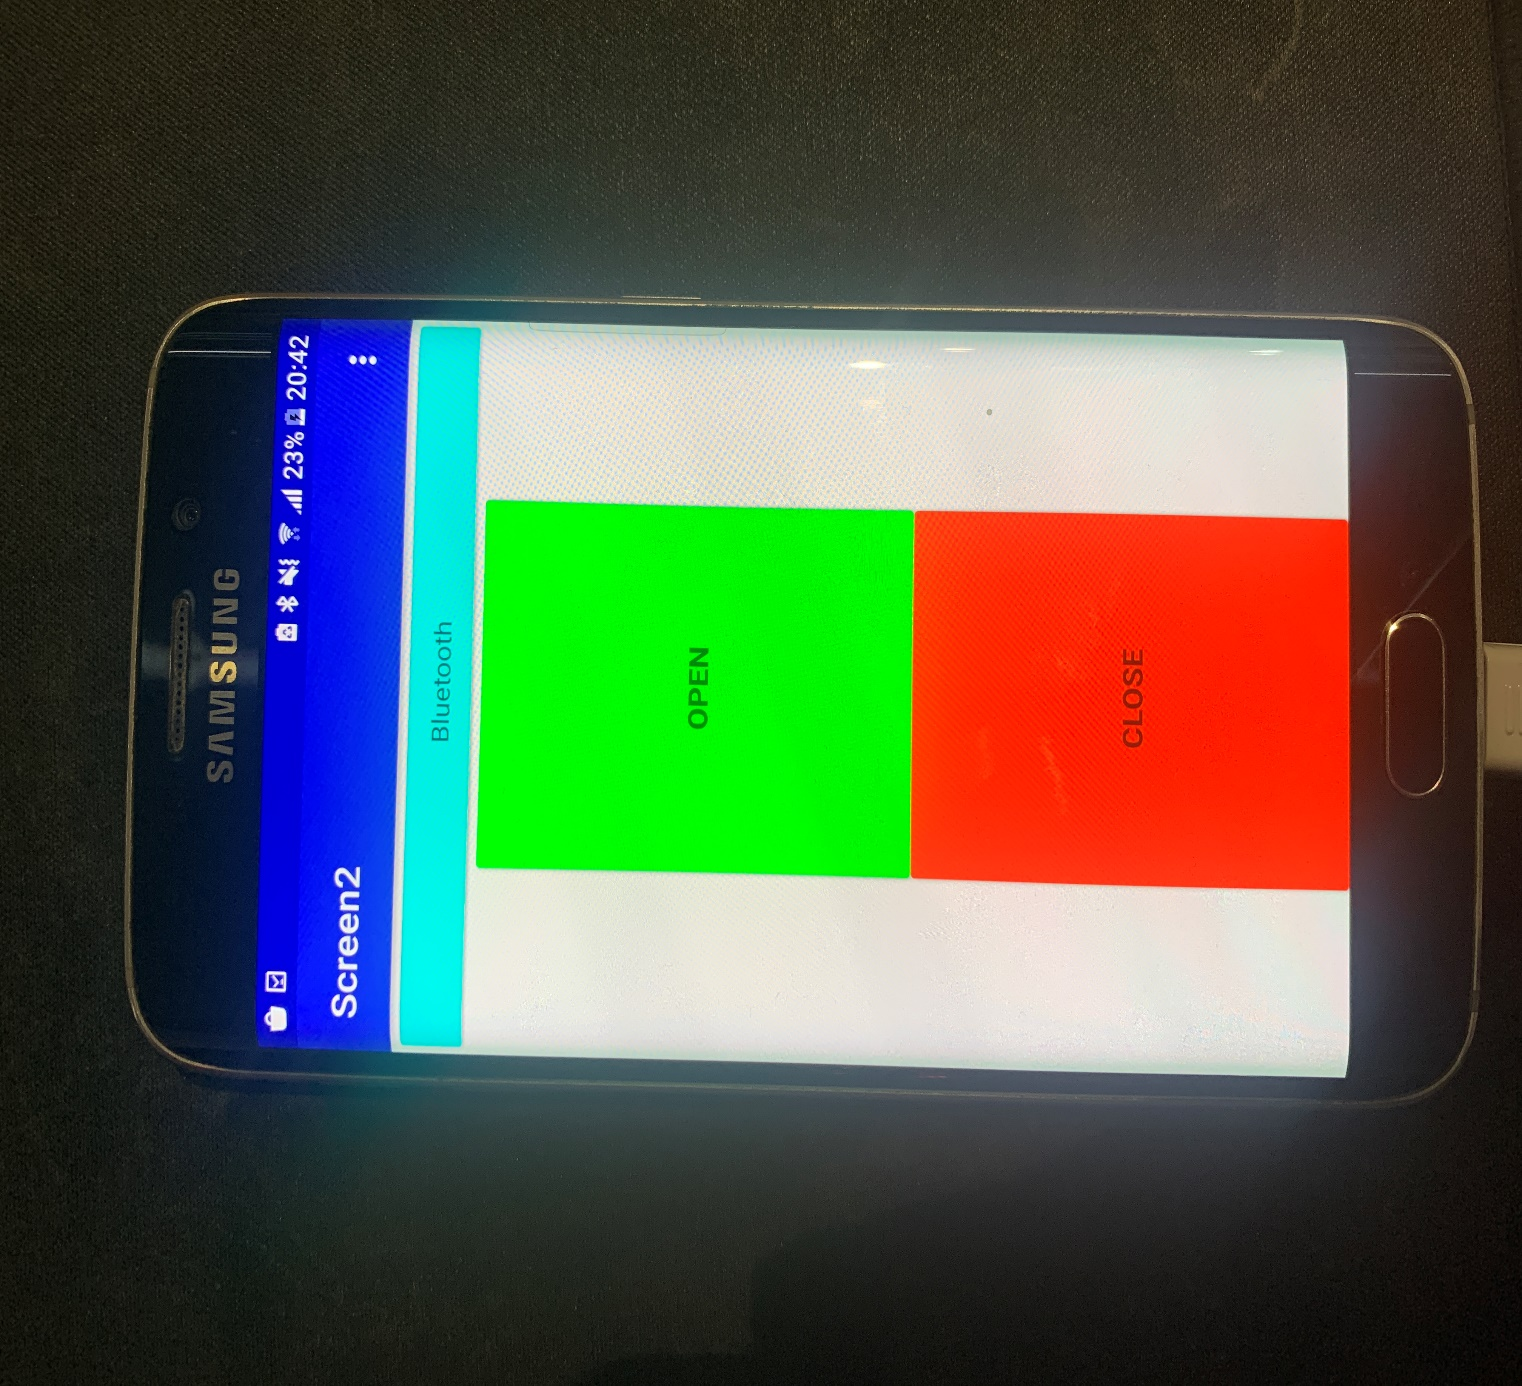 SAMSUNG
23% 20:42
Screen2
Bluetooth
OPEN
CLOSE